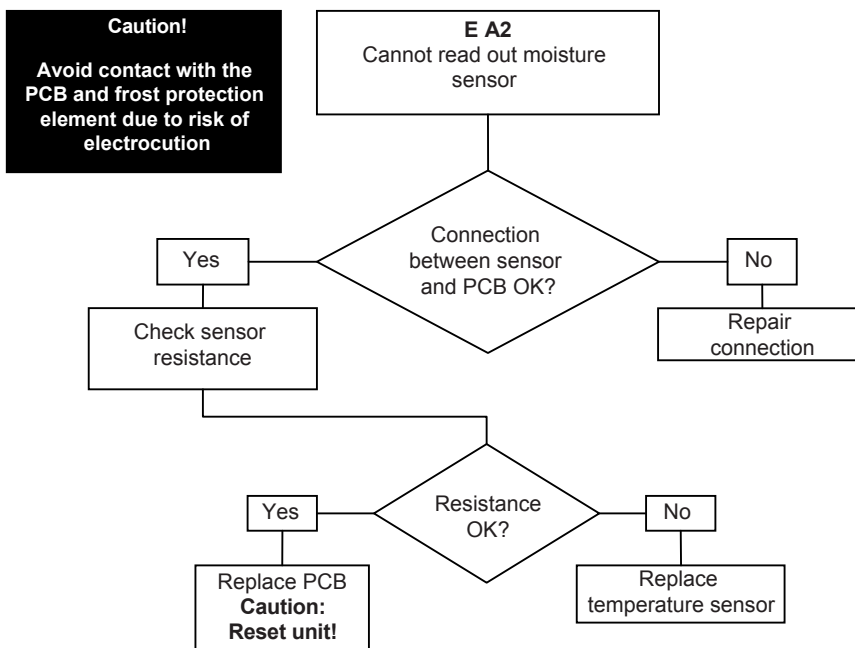 Caution!
Avoid contact with the
PCB and frost protection
element due to risk of
electrocution
E A2
Cannot read out moisture
sensor
Connection
between sensor
and PCB OK?
Yes
No
Check sensor
resistance
Repair
connection
Resistance
OK?
Yes
No
Replace PCB
Caution:
Reset unit!
Replace
temperature sensor